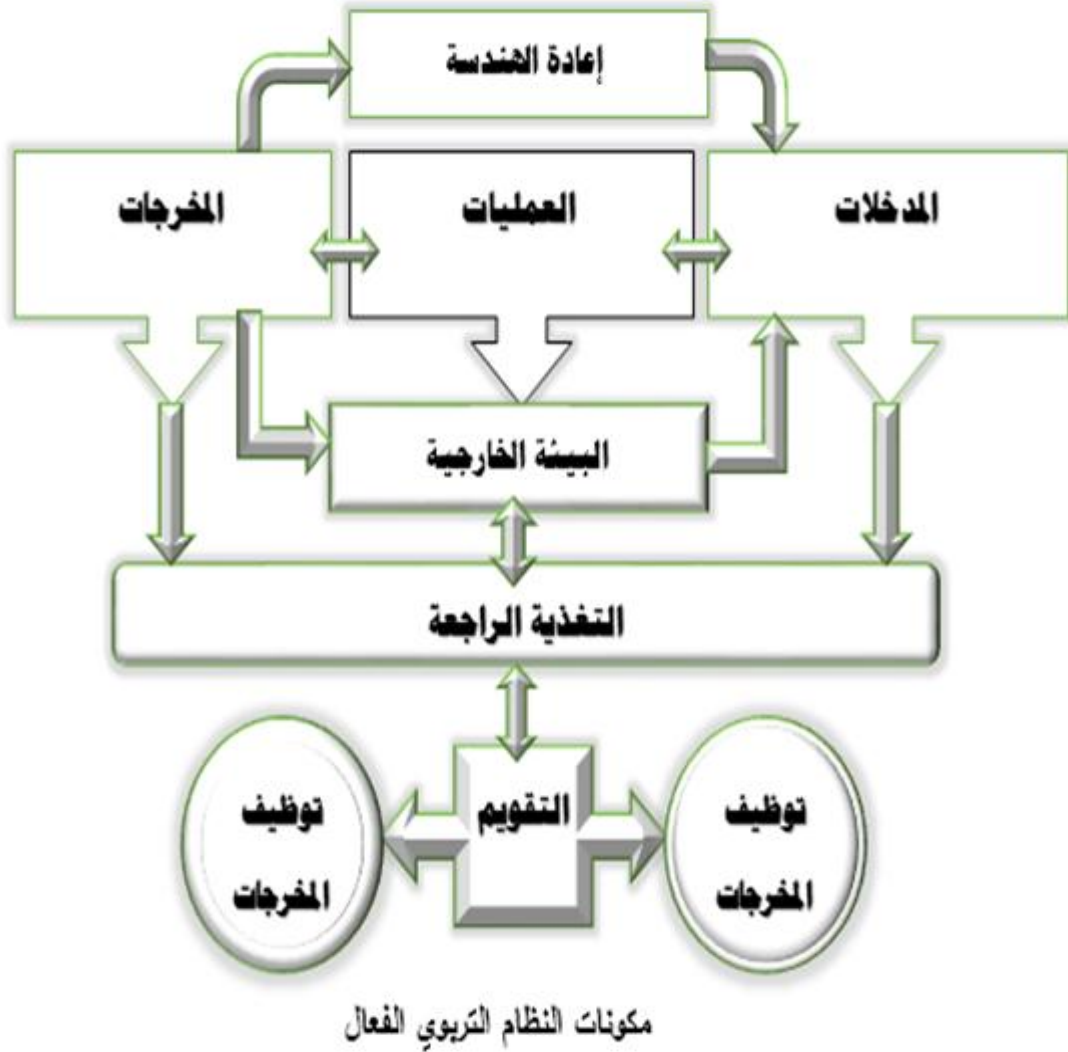 إعادة الهندسة
المدخلات
العمليات
المخرجات
البيئة الخارجية
التغذية الراجعة
التقويم
توظيف
المخرجات
توظيف
المخرجات
مكونات النظام التربوي الفعال